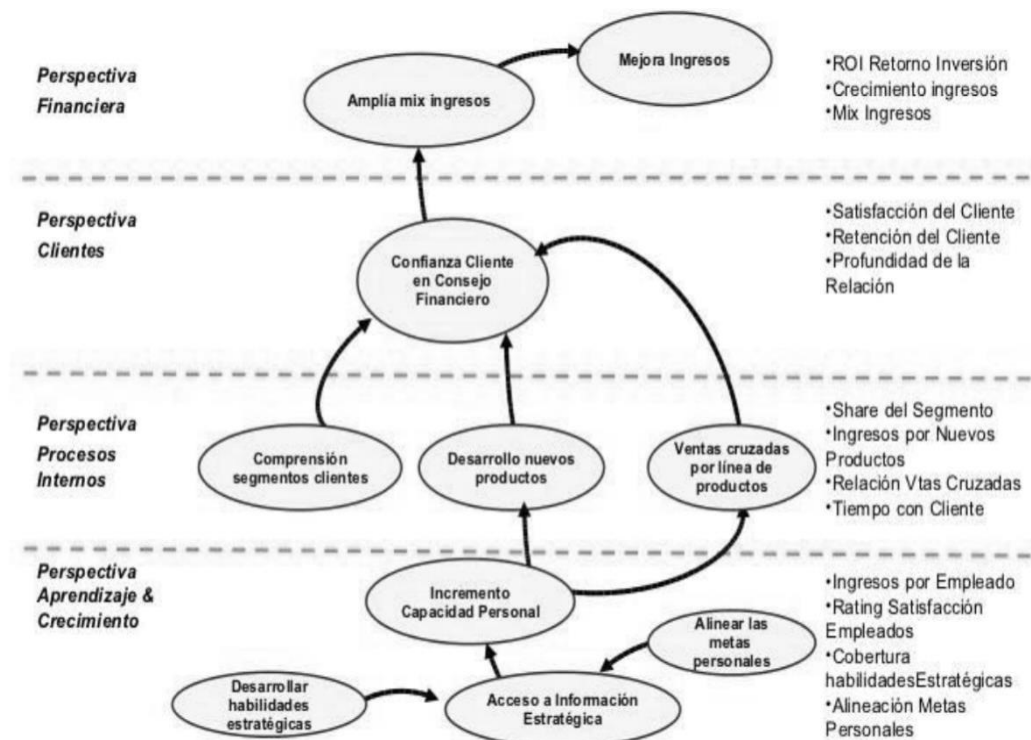 Perspectiva
Financiera
Amplía mix ingresos
Mejora Ingresos
•ROI Retorno Inversión
•Crecimiento ingresos
•Mix Ingresos
Perspectiva
Clientes
Confianza Cliente
en Consejo
Financiero
•Satisfacción del Cliente
•Retención del Cliente
•Profundidad de la
Relación
Perspectiva
Procesos
Internos
Comprensión
segmentos clientes
Desarrollo nuevos
productos
Ventas cruzadas
por línea de
productos
•Share del Segmento
•Ingresos por Nuevos
Productos
•Relación Vtas Cruzadas
•Tiempo con Cliente
Perspectiva
Aprendizaje &
Crecimiento
Incremento
Capacidad Personal
Alinear las
metas
personales
Desarrollar
habilidades
estratégicas
Acceso a Información
Estratégica
•Ingresos por Empleado
•Rating Satisfacción
Empleados
•Cobertura
habilidadesEstratégicas
•Alineación Metas
Personales